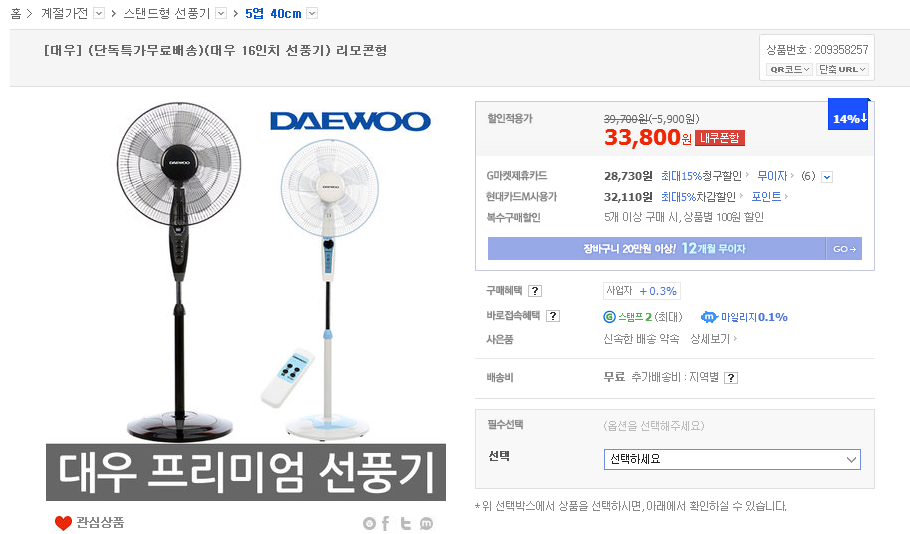 홈 > 계절가전 > 스탠드형 선풍기 > 5엽 40cm
[대우] (단독특가무료배송)(대우 16인치 선풍기) 리모콘형
상품번호 : 209358257
QR코드 단축 URL
DAEWOO
DAEWOO
DAEWOO
대우 프리미엄 선풍기
관심상품
할인적용가
39,700원(-5,900원)
14%↓
33,800원 내쿠폰함
G마켓제휴카드 28,730원 최대15%청구할인 무이자 (6)
현대카드M사용가 32,110원 최대5%차감할인 포인트
복수구매할인 5개 이상 구매 시, 상품별 100원 할인
장바구니 20만원 이상! 12개월 무이자 GO→
구매혜택 ? 사업자 +0.3%
바로접속혜택 ? G 스탬프 2 (최대) m 마일리지 0.1%
사은품 신속한 배송 약속 상세보기
배송비 무료 추가배송비 : 지역별 ?
필수선택 (옵션을 선택해주세요)
선택 선택하세요
* 위 선택박스에서 상품을 선택하시면, 아래에서 확인하실 수 있습니다.